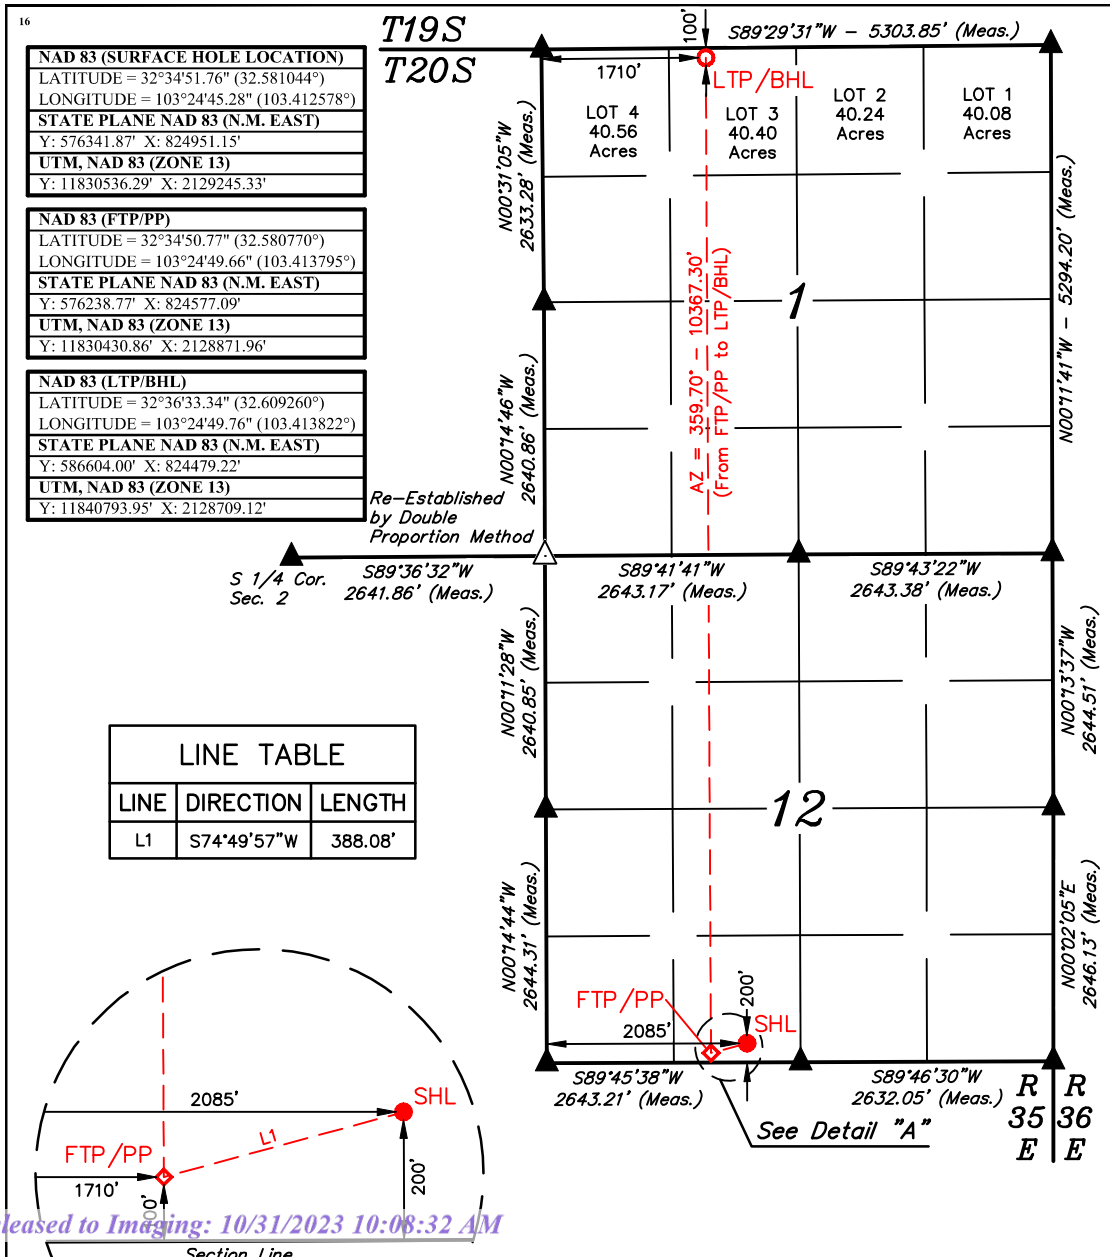 16
NAD 83 (SURFACE HOLE LOCATION)
LATITUDE = 32°34'51.76" (32.581044°)
LONGITUDE = 103°24'45.28" (103.412578°)
STATE PLANE NAD 83 (N.M. EAST)
Y: 576341.87' X: 824951.15'
UTM, NAD 83 (ZONE 13)
Y: 11830536.29' X: 2129245.33'
NAD 83 (FTP/PP)
LATITUDE = 32°34'50.77" (32.580770°)
LONGITUDE = 103°24'49.66" (103.413795°)
STATE PLANE NAD 83 (N.M. EAST)
Y: 576238.77' X: 824577.09'
UTM, NAD 83 (ZONE 13)
Y: 11830430.86' X: 2128871.96'
NAD 83 (LTP/BHL)
LATITUDE = 32°36'33.34" (32.609260°)
LONGITUDE = 103°24'49.76" (103.413822°)
STATE PLANE NAD 83 (N.M. EAST)
Y: 586604.00' X: 824479.22'
UTM, NAD 83 (ZONE 13)
Y: 11840793.95' X: 2128709.12'
T19S
T20S
100'
S89°29'31"W - 5303.85' (Meas.)
1710'
LTP/BHL
LOT 4
40.56
Acres
LOT 3
40.40
Acres
LOT 2
40.24
Acres
LOT 1
40.08
Acres
N00°31'05"W
2633.28' (Meas.)
N00°11'41"W - 5294.20' (Meas.)
1
AZ = 359.70° - 10367.30'
(From FTP/PP to LTP/BHL)
N00°14'46"W
2640.86' (Meas.)
Re-Established
by Double
Proportion Method
S 1/4 Cor.
Sec. 2
S89°36'32"W
2641.86' (Meas.)
S89°41'41"W
2643.17' (Meas.)
S89°43'22"W
2643.38' (Meas.)
N00°11'28"W
2640.85' (Meas.)
N00°13'37"W
2644.51' (Meas.)
12
N00°14'44"W
2644.31' (Meas.)
N00°02'05"E
2646.13' (Meas.)
FTP/PP
200'
SHL
2085'
S89°45'38"W
2643.21' (Meas.)
S89°46'30"W
2632.05' (Meas.)
R R
35 36
E E
See Detail "A"
LINE TABLE
LINE DIRECTION LENGTH
L1 S74°49'57"W 388.08'
2085'
SHL
L1
FTP/PP
1710'
200'
eleased to Imaging: 10/31/2023 10:08:32 AM
Section Line